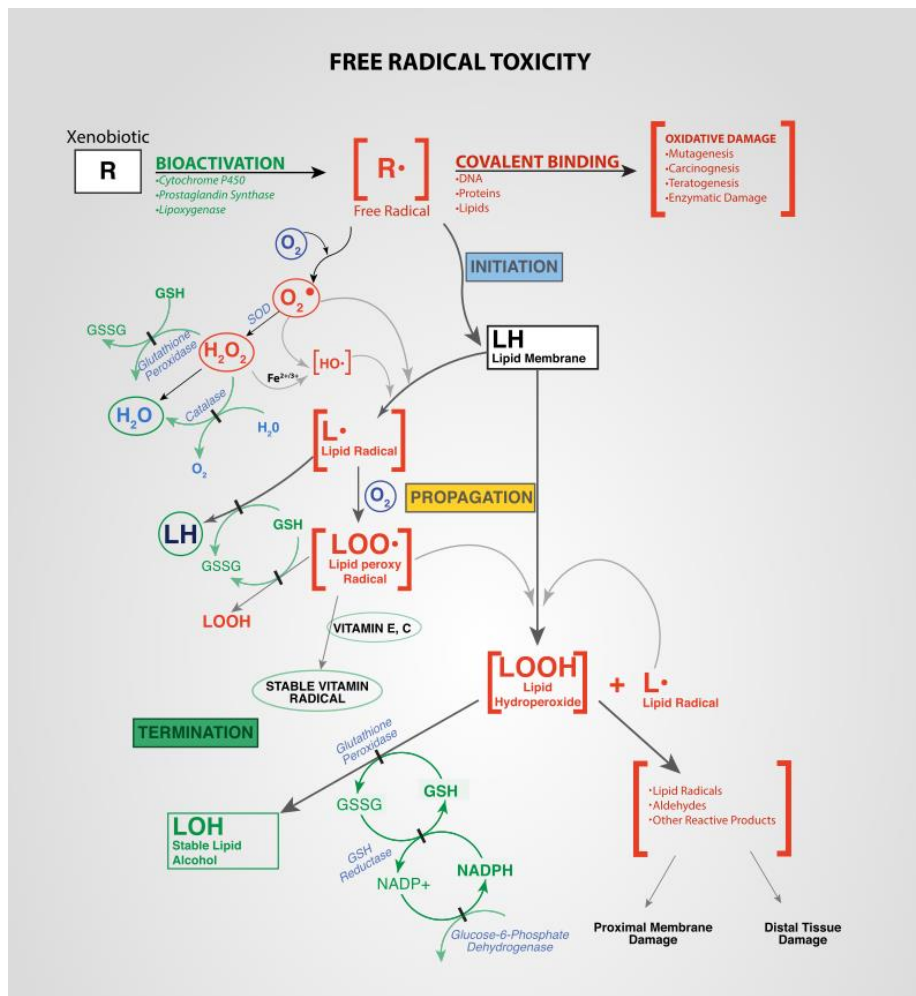 FREE RADICAL TOXICITY
Xenobiotic
R
BIOACTIVATION
•Cytochrome P450
•Prostaglandin Synthase
•Lipoxygenase
R•
Free Radical
COVALENT BINDING
•DNA
•Proteins
•Lipids
OXIDATIVE DAMAGE
•Mutagenesis
•Carcinognesis
•Teratogenesis
•Enzymatic Damage
O2
INITIATION
O2•
SOD
GSH
GSSG
Glutathione
Peroxidase
H2O2
Fe2+/3+
[HO•]
LH
Lipid Membrane
H2O
Catalase
H20
O2
L•
Lipid Radical
O2
PROPAGATION
LH
GSH
GSSG
LOO•
Lipid peroxy
Radical
LOOH
VITAMIN E, C
STABLE VITAMIN
RADICAL
LOOH
Lipid
Hydroperoxide
+
L•
Lipid Radical
TERMINATION
Glutathione
Peroxidase
GSSG
GSH
LOH
Stable Lipid
Alcohol
GSH
Reductase
NADP+
NADPH
Glucose-6-Phosphate
Dehydrogenase
•Lipid Radicals
•Aldehydes
•Other Reactive Products
Proximal Membrane
Damage
Distal Tissue
Damage